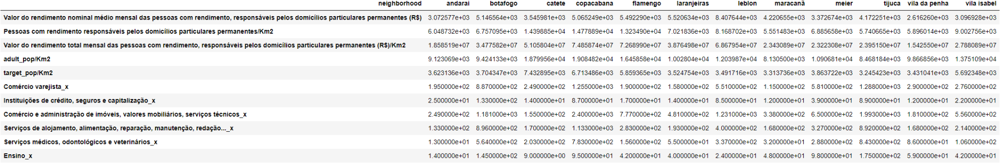 neighborhood andarai botafogo catete copacabana flamengo laranjeiras leblon maracanã meier tijuca vila da penha vila isabel
Valor do rendimento nominal médio mensal das pessoas com rendimento, responsáveis pelos domicílios particulares permanentes (R$) 3.072577e+03 5.146564e+03 3.545981e+03 5.065249e+03 5.492290e+03 5.520634e+03 8.407644e+03 4.220655e+03 3.372674e+03 4.172251e+03 2.616260e+03 3.096928e+03
Pessoas com rendimento responsáveis pelos domicílios particulares permanentes/Km2 6.048732e+03 6.757095e+03 1.439885e+04 1.477889e+04 1.323490e+04 7.021836e+03 8.168702e+03 5.551483e+03 6.885658e+03 5.740665e+03 5.896014e+03 9.002756e+03
Valor do rendimento total mensal das pessoas com rendimento, responsáveis pelos domicílios particulares permanentes (R$)/Km2 1.858519e+07 3.477582e+07 5.105804e+07 7.485874e+07 7.268990e+07 3.876498e+07 6.867954e+07 2.343089e+07 2.322308e+07 2.395150e+07 1.542550e+07 2.788089e+07
adult_pop/Km2 9.123069e+03 9.424133e+03 1.879956e+04 1.908482e+04 1.645858e+04 1.002804e+04 1.203987e+04 8.130500e+03 1.090681e+04 8.468184e+03 9.866856e+03 1.375109e+04
target_pop/Km2 3.623136e+03 3.704347e+03 7.432895e+03 6.713486e+03 5.859365e+03 3.524754e+03 3.491716e+03 3.313736e+03 3.863722e+03 3.245423e+03 3.431041e+03 5.692348e+03
Comércio varejista_x 1.950000e+02 8.870000e+02 2.490000e+02 1.255000e+03 1.900000e+02 1.580000e+02 5.510000e+02 1.150000e+02 5.810000e+02 1.288000e+03 2.900000e+02 2.760000e+02
Instituições de crédito, seguros e capitalização_x 2.500000e+01 1.330000e+02 1.400000e+01 8.700000e+01 1.700000e+01 1.400000e+01 8.500000e+01 1.200000e+01 3.900000e+01 8.900000e+01 1.200000e+01 2.200000e+01
Comércio e administração de imóveis, valores mobiliários, serviços técnicos_x 2.490000e+02 1.181000e+03 1.550000e+02 2.400000e+03 7.770000e+02 4.810000e+02 1.231000e+03 3.380000e+02 6.500000e+02 1.993000e+03 1.810000e+02 5.560000e+02
Serviços de alojamento, alimentação, reparação, manutenção, redação..._x 1.330000e+02 8.960000e+02 1.700000e+02 1.133000e+03 2.830000e+02 1.930000e+02 4.000000e+02 1.680000e+02 3.270000e+02 8.920000e+02 1.680000e+02 2.140000e+02
Serviços médicos, odontológicos e veterinários_x 1.300000e+01 5.640000e+02 2.030000e+02 7.830000e+02 1.560000e+02 5.500000e+01 3.370000e+02 3.200000e+01 2.880000e+02 8.430000e+02 8.600000e+01 1.060000e+02
Ensino_x 1.400000e+01 1.450000e+02 9.000000e+00 9.500000e+01 4.200000e+01 4.000000e+01 2.400000e+01 4.800000e+01 9.800000e+01 1.750000e+02 5.900000e+01 4.200000e+01